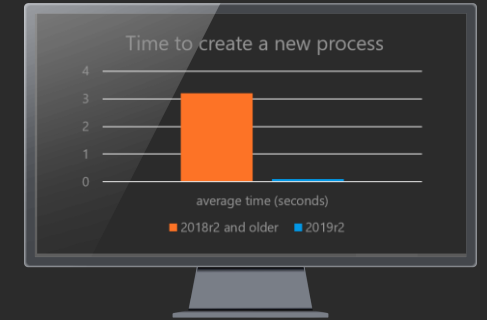 Time to create a new process
4
3
2
1
0
average time (seconds)
2018r2 and older 2019r2